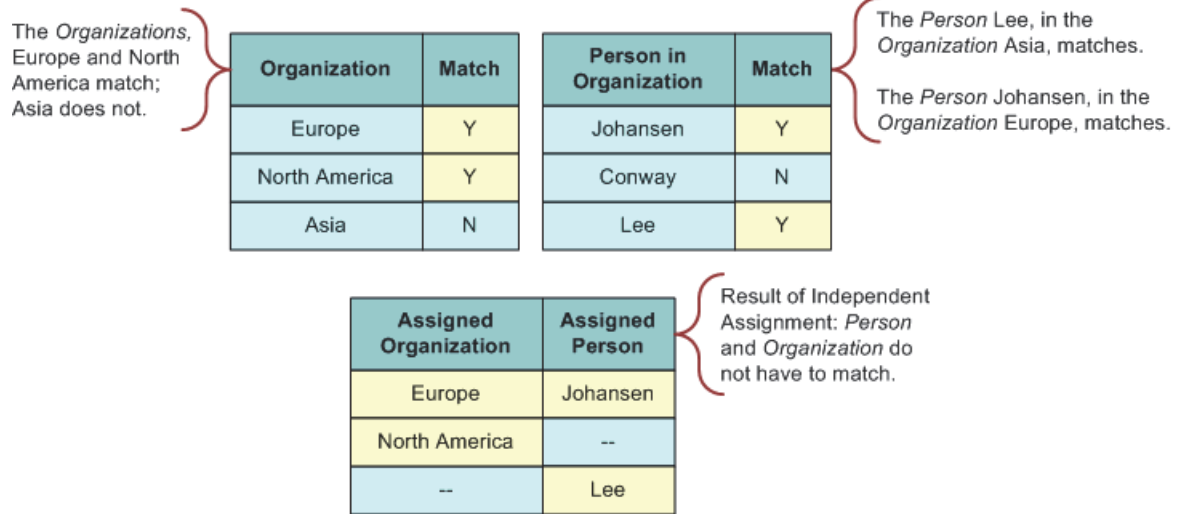 The Organizations,
Europe and North
America match;
Asia does not.
Organization Match
Europe Y
North America Y
Asia N
Person in
Organization Match
Johansen Y
Conway N
Lee Y
The Person Lee, in the
Organization Asia, matches.
The Person Johansen, in the
Organization Europe, matches.
Assigned Assigned
Organization Person
Europe Johansen
North America --
-- Lee
Result of Independent
Assignment: Person
and Organization do
not have to match.